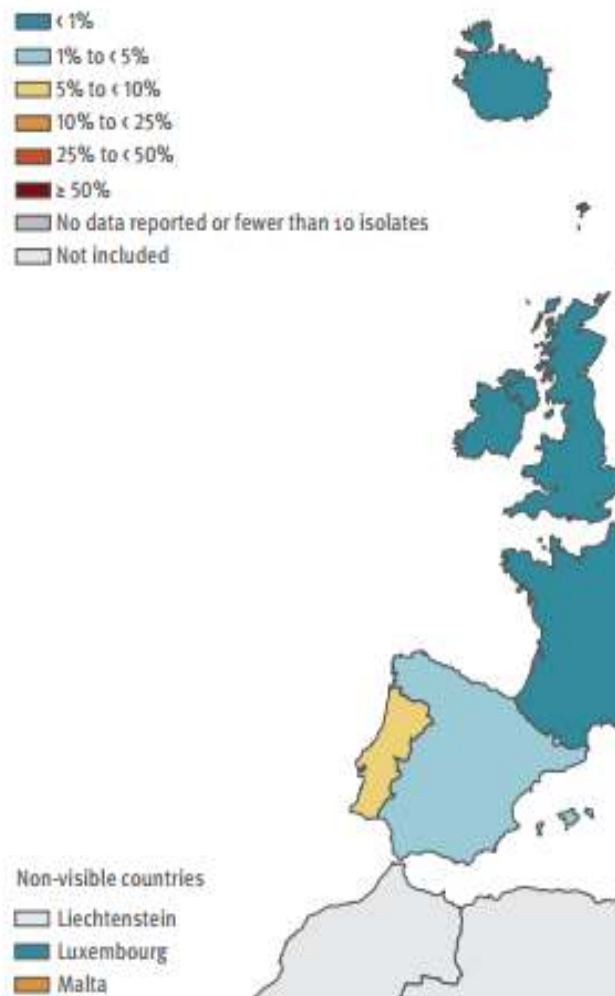 < 1%
1% to < 5%
5% to < 10%
10% to < 25%
25% to < 50%
≥ 50%
No data reported or fewer than 10 isolates
Not included
Non-visible countries
Liechtenstein
Luxembourg
Malta